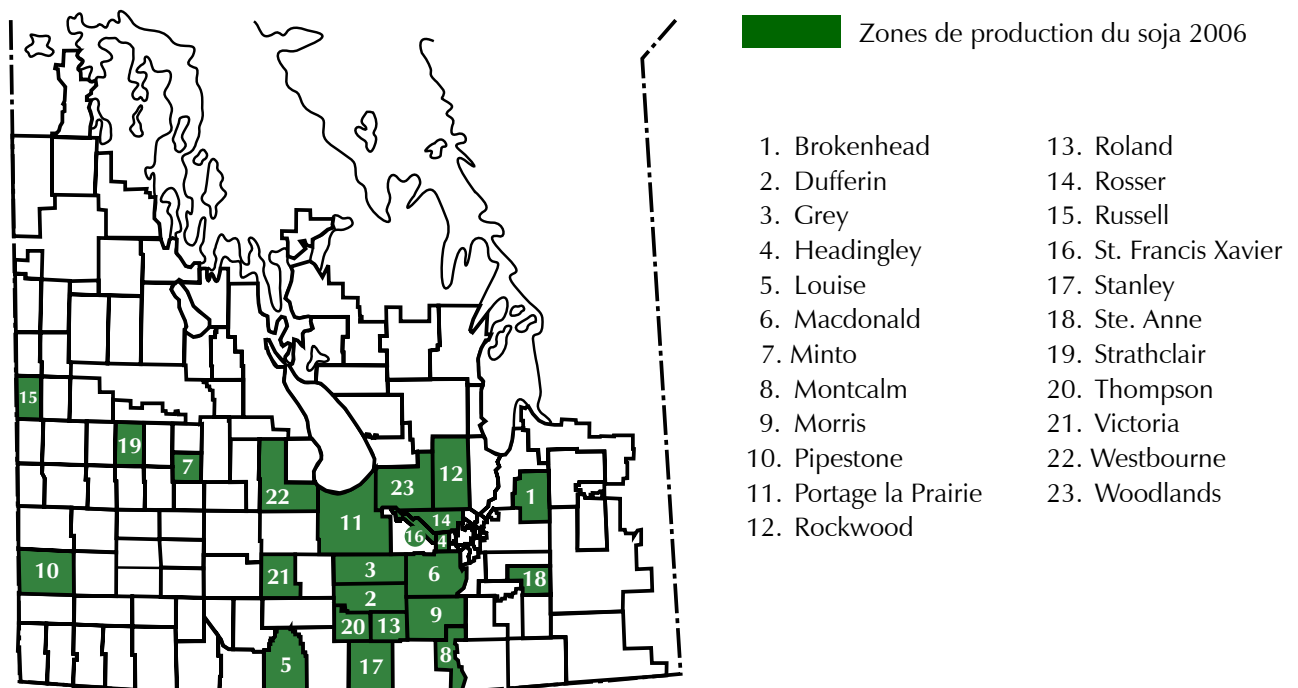 Zones de production du soja 2006
1. Brokenhead
2. Dufferin
3. Grey
4. Headingley
5. Louise
6. Macdonald
7. Minto
8. Montcalm
9. Morris
10. Pipestone
11. Portage la Prairie
12. Rockwood
13. Roland
14. Rosser
15. Russell
16. St. Francis Xavier
17. Stanley
18. Ste. Anne
19. Strathclair
20. Thompson
21. Victoria
22. Westbourne
23. Woodlands
15
19
7
12
23
22
1
11
14
16
4
10
3
6
21
18
2
9
20
13
8
5
17